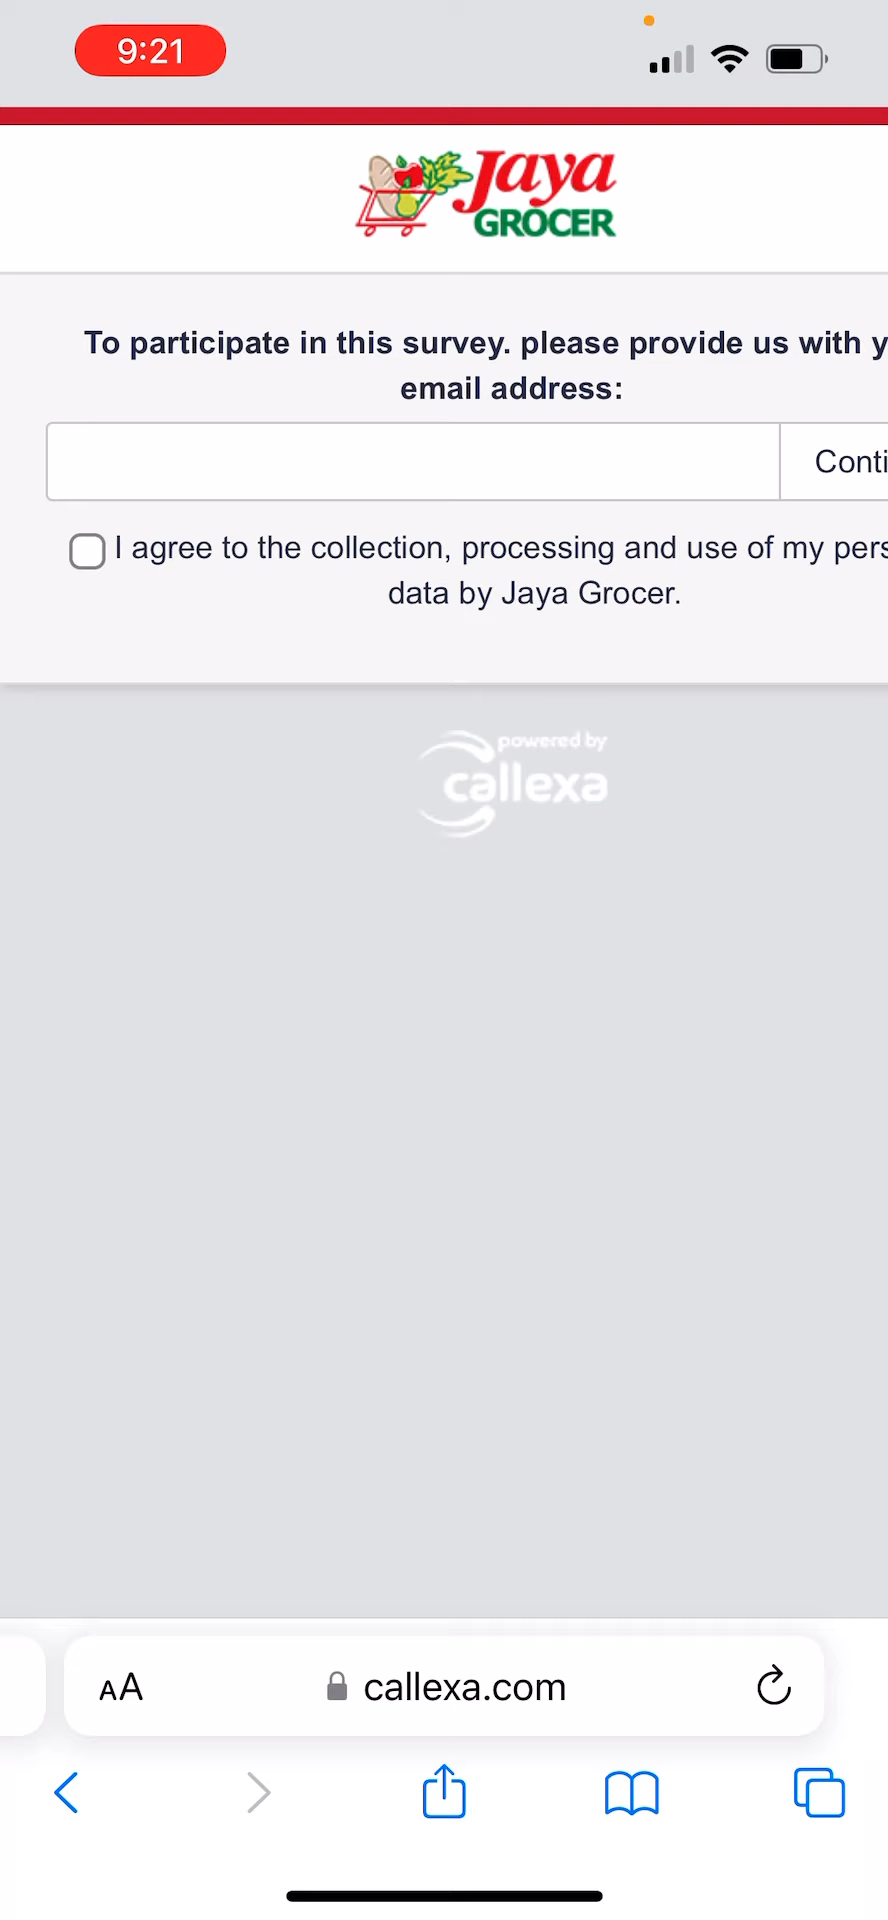 9:21
Jaya
GROCER
To participate in this survey. please provide us with y
email address:
Conti
I agree to the collection, processing and use of my pers
data by Jaya Grocer.
powered by
callexa
AA
callexa.com